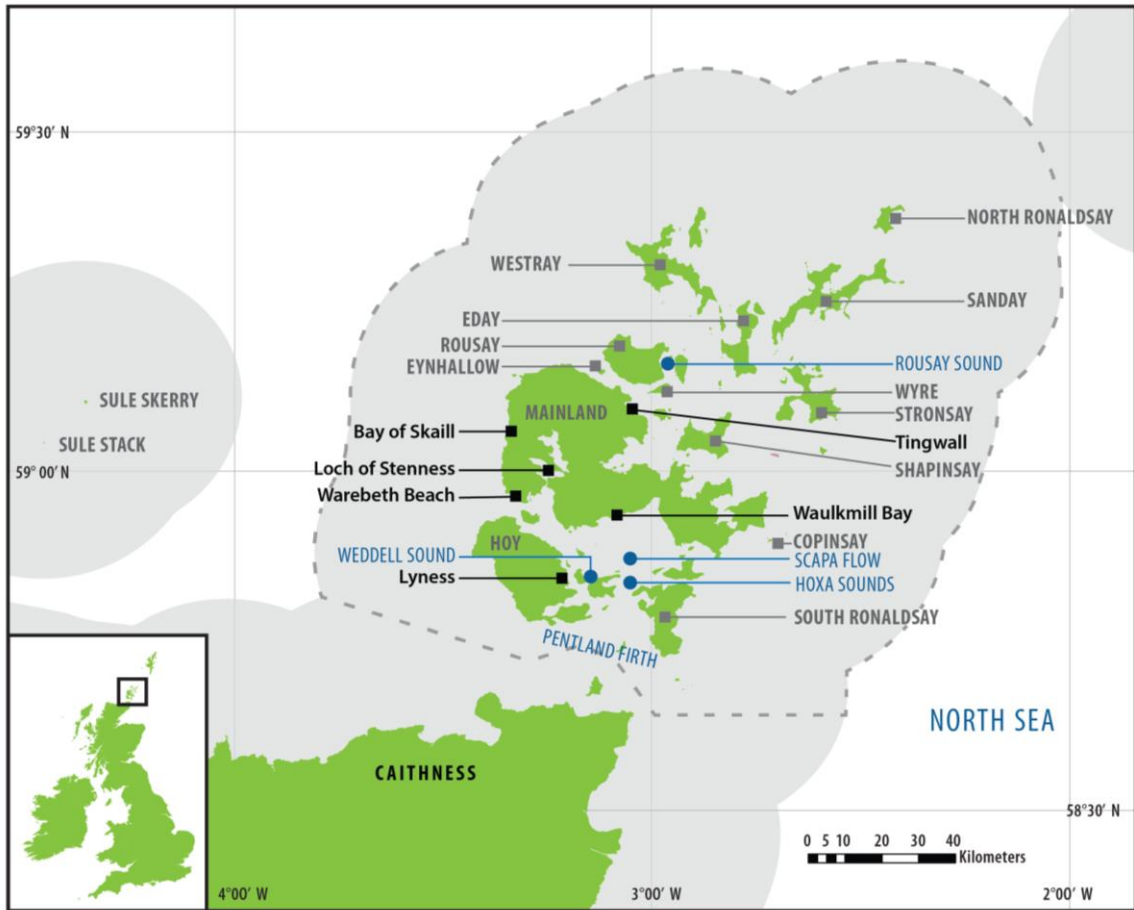 59°30′ N
NORTH RONALDSAY
WESTRAY
SANDAY
EDAY
ROUSAY
ROUSAY SOUND
EYNHALLOW
WYRE
SULE SKERRY
MAINLAND
STRONSAY
Bay of Skaill
Tingwall
SULE STACK
Loch of Stenness
SHAPINSAY
59°00′ N
Warebeth Beach
Waulkmill Bay
HOY
COPINSAY
WEDDELL SOUND
SCAPA FLOW
Lyness
HOXA SOUNDS
SOUTH RONALDSAY
PENTLAND FIRTH
NORTH SEA
CAITHNESS
58°30′ N
0 5 10 20 30 40
Kilometers
4°00′ W
3°00′ W
2°00′ W